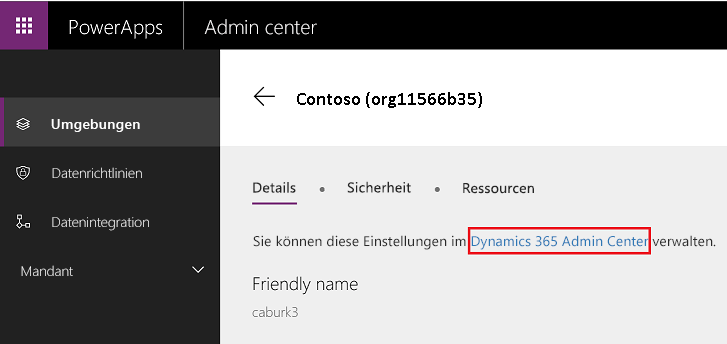 PowerApps Admin center
Contoso (org11566b35)
Umgebungen
Datenrichtlinien
Datenintegration
Mandant
Details • Sicherheit • Ressourcen
Sie können diese Einstellungen im Dynamics 365 Admin Center verwalten.
Friendly name
caburk3